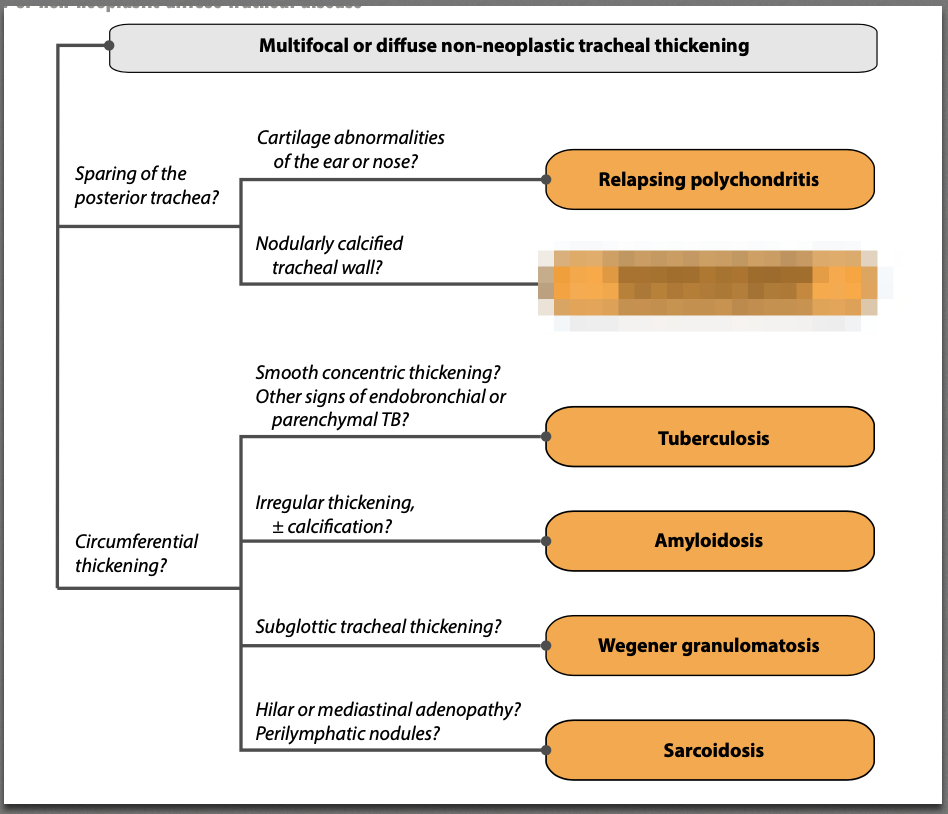 Multifocal or diffuse non-neoplastic tracheal thickening
Cartilage abnormalities
of the ear or nose?
Sparing of the
posterior trachea?
Relapsing polychondritis
Nodularly calcified
tracheal wall?
Smooth concentric thickening?
Other signs of endobronchial or
parenchymal TB?
Tuberculosis
Irregular thickening,
± calcification?
Circumferential
thickening?
Amyloidosis
Subglottic tracheal thickening?
Wegener granulomatosis
Hilar or mediastinal adenopathy?
Perilymphatic nodules?
Sarcoidosis